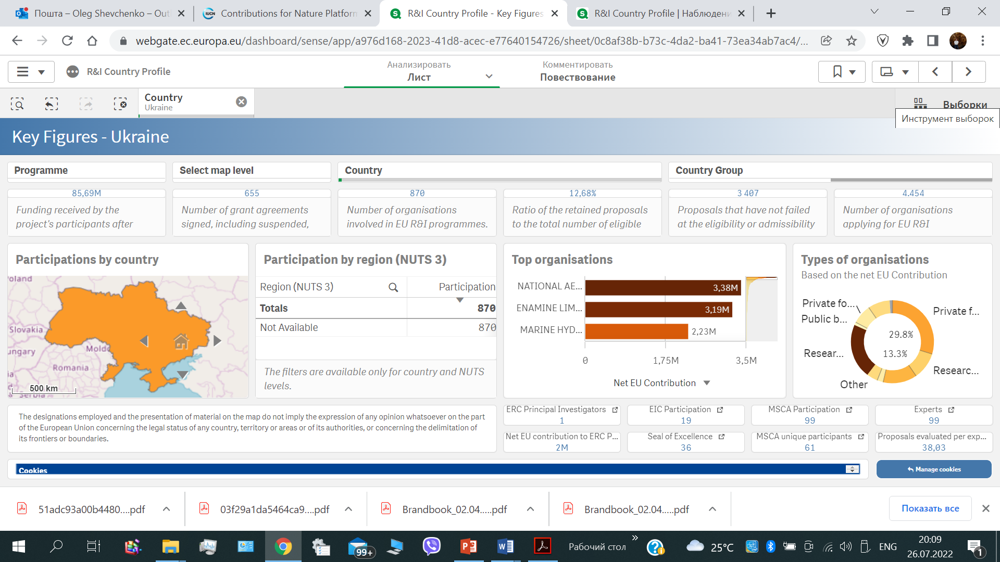 Пошта – Oleg Shevchenko – Outl
Contributions for Nature Platform
R&I Country Profile - Key Figures
R&I Country Profile | Наблюдени
webgate.ec.europa.eu/dashboard/sense/app/a976d168-2023-41d8-acec-e77640154726/sheet/0c8af38b-b73c-4da2-ba41-73ea34ab7ac4/...
R&I Country Profile
Анализировать
Лист
Комментировать
Повествование
Country
Ukraine
Выборки
Инструмент выборок
Key Figures - Ukraine
Programme
Select map level
Country
Country Group
85,69M
Funding received by the
project's participants after
655
Number of grant agreements
signed, including suspended,
870
Number of organisations
involved in EU R&I programmes.
12,68%
Ratio of the retained proposals
to the total number of eligible
3 407
Proposals that have not failed
at the eligibility or admissibility
4.454
Number of organisations
applying for EU R&I
Participations by country
Poland
Slovakia
Hungary
Moldo
Romania
Serbia
500 km
Participation by region (NUTS 3)
Region (NUTS 3)
Participation
Totals
870
Not Available
870
The filters are available only for country and NUTS
levels.
Top organisations
NATIONAL AE...
3,38M
ENAMINE LIM...
3,19M
MARINE HYD...
2,23M
0
1,75M
3,5M
Net EU Contribution
Types of organisations
Based on the net EU Contribution
Private fo...
Public b...
Private f...
29.8%
13.3%
Resear...
Researc...
Other
The designations employed and the presentation of material on the map do not imply the expression of any opinion whatsoever on the part
of the European Union concerning the legal status of any country, territory or areas or of its authorities, or concerning the delimitation of
its frontiers or boundaries.
ERC Principal Investigators
1
EIC Participation
19
MSCA Participation
99
Experts
99
Net EU contribution to ERC P...
2M
Seal of Excellence
36
MSCA unique participants
61
Proposals evaluated per exp...
38,03
Cookies
Manage cookies
51adc93a00b4480....pdf
03f29a1da5464ca9....pdf
Brandbook_02.04.....pdf
Brandbook_02.04.....pdf
Показать все
99+
Рабочий стол
25°C
ENG
20:09
26.07.2022
1